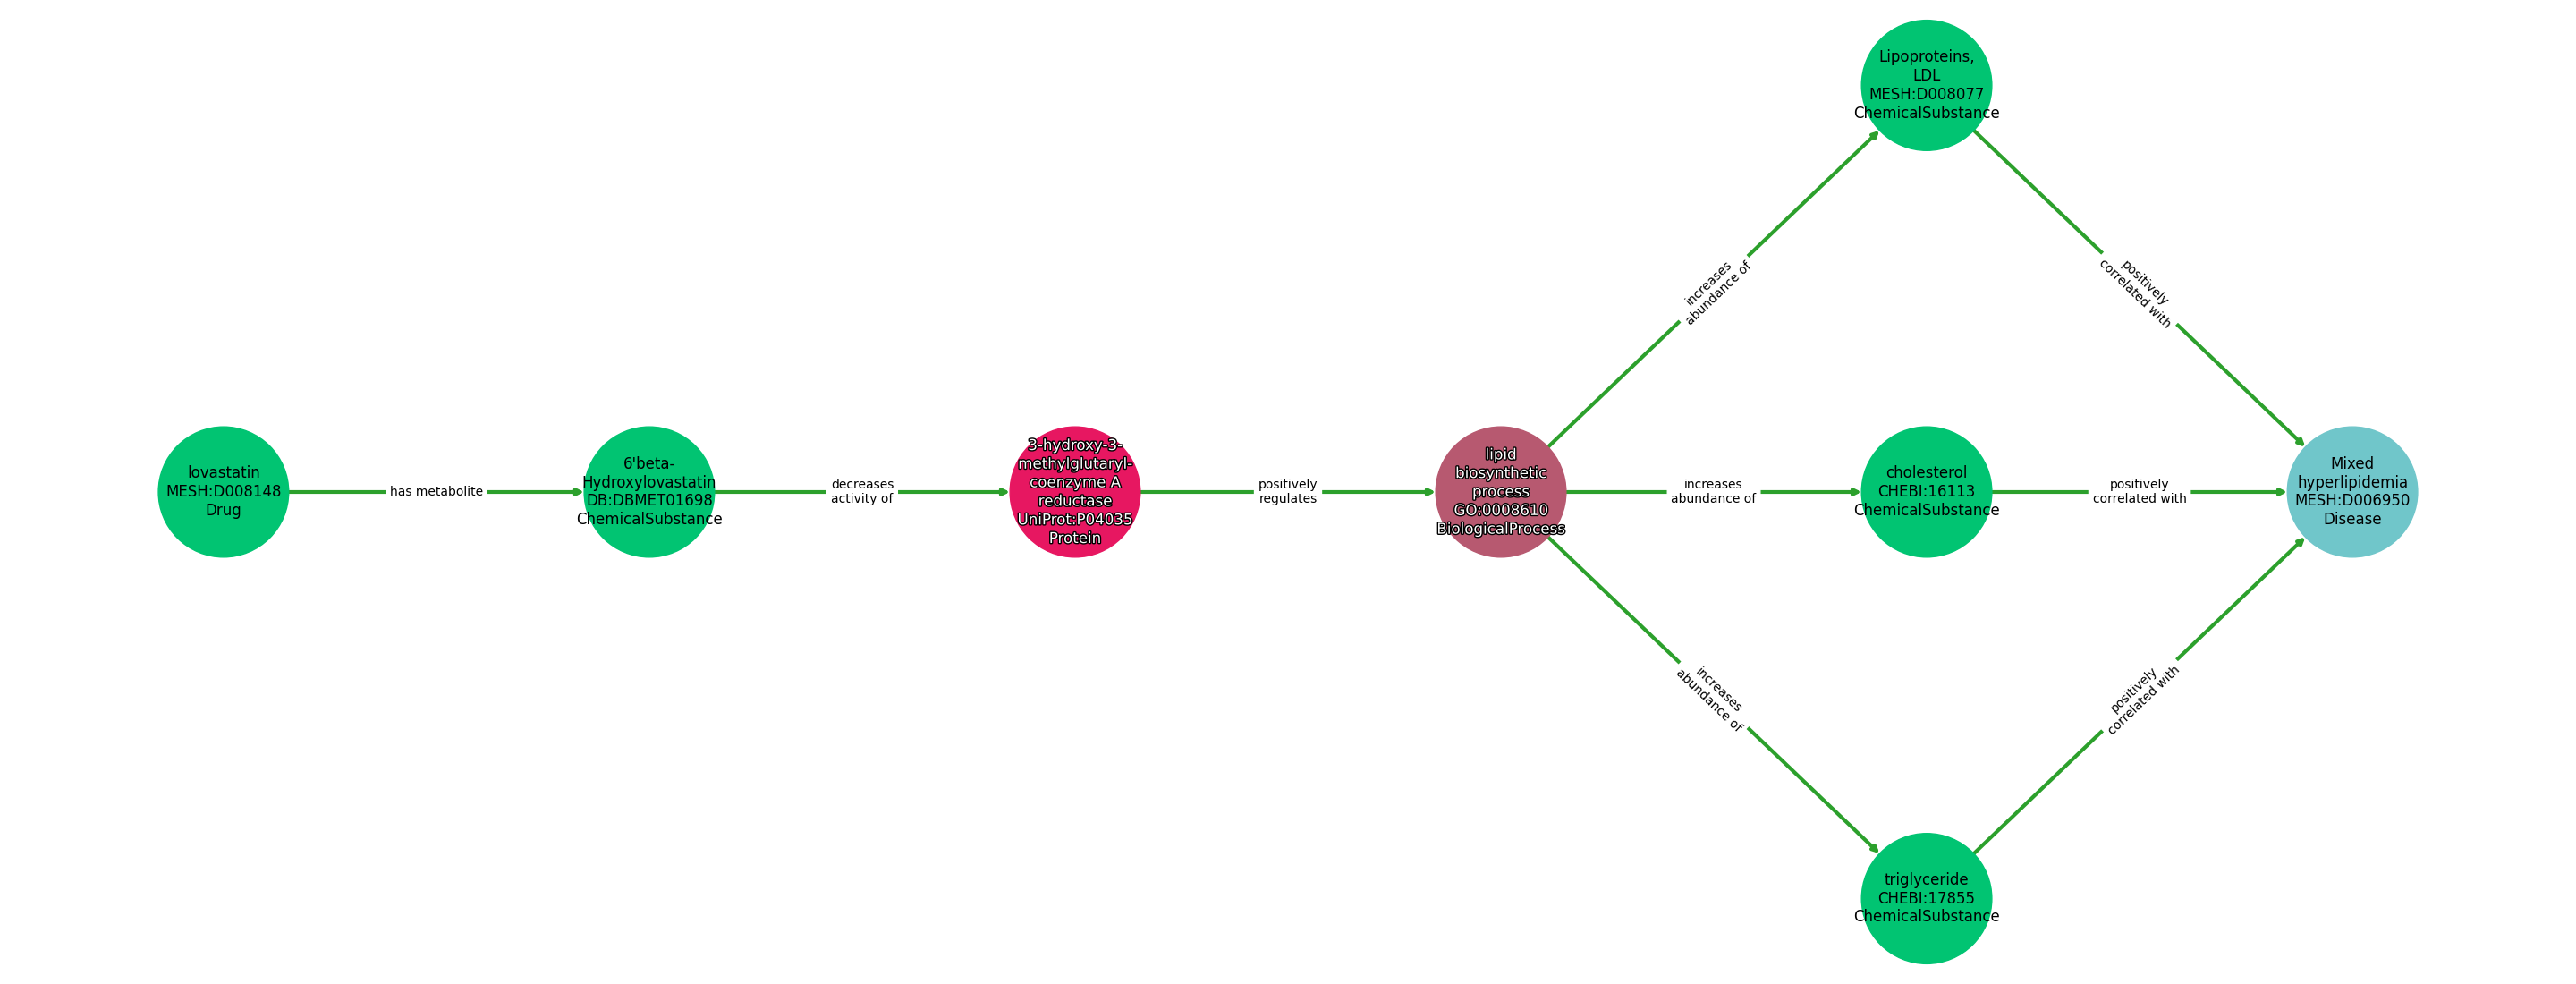 lovastatin
MESH:D008148
Drug
has metabolite
6'beta-
Hydroxylovastatin
DB:DBMET01698
ChemicalSubstance
decreases
activity of
3-hydroxy-3-
methylglutaryl-
coenzyme A
reductase
UniProt:P04035
Protein
positively
regulates
lipid
biosynthetic
process
GO:0008610
BiologicalProcess
increases
abundance of
Lipoproteins,
LDL
MESH:D008077
ChemicalSubstance
positively
correlated with
increases
abundance of
cholesterol
CHEBI:16113
ChemicalSubstance
positively
correlated with
increases
abundance of
triglyceride
CHEBI:17855
ChemicalSubstance
positively
correlated with
Mixed
hyperlipidemia
MESH:D006950
Disease